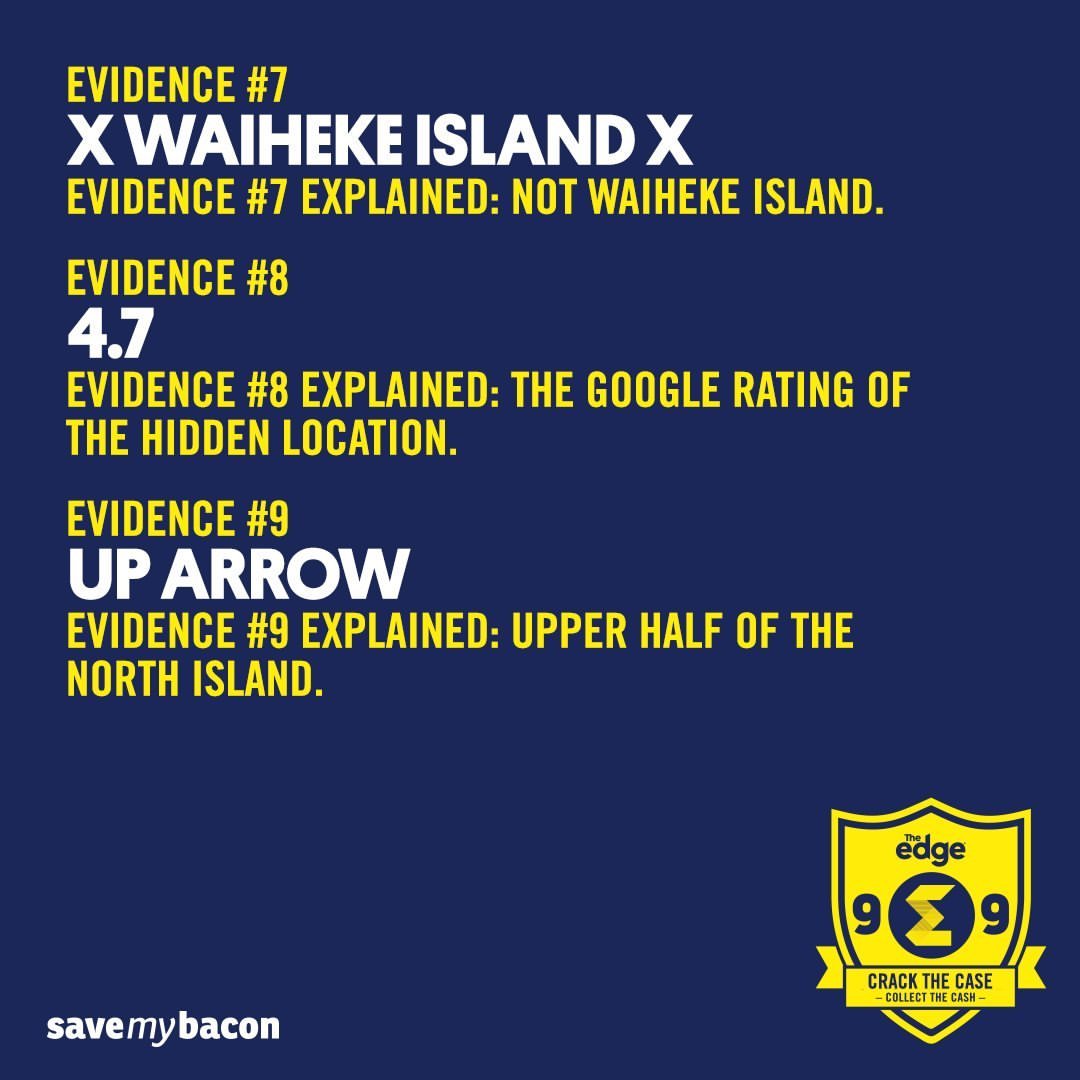 EVIDENCE #7
X WAIHEKE ISLAND X
EVIDENCE #7 EXPLAINED: NOT WAIHEKE ISLAND.
EVIDENCE #8
4.7
EVIDENCE #8 EXPLAINED: THE GOOGLE RATING OF
THE HIDDEN LOCATION.
EVIDENCE #9
UP ARROW
EVIDENCE #9 EXPLAINED: UPPER HALF OF THE
NORTH ISLAND.
The
edge
9 9
CRACK THE CASE
– COLLECT THE CASH –
savemybacon